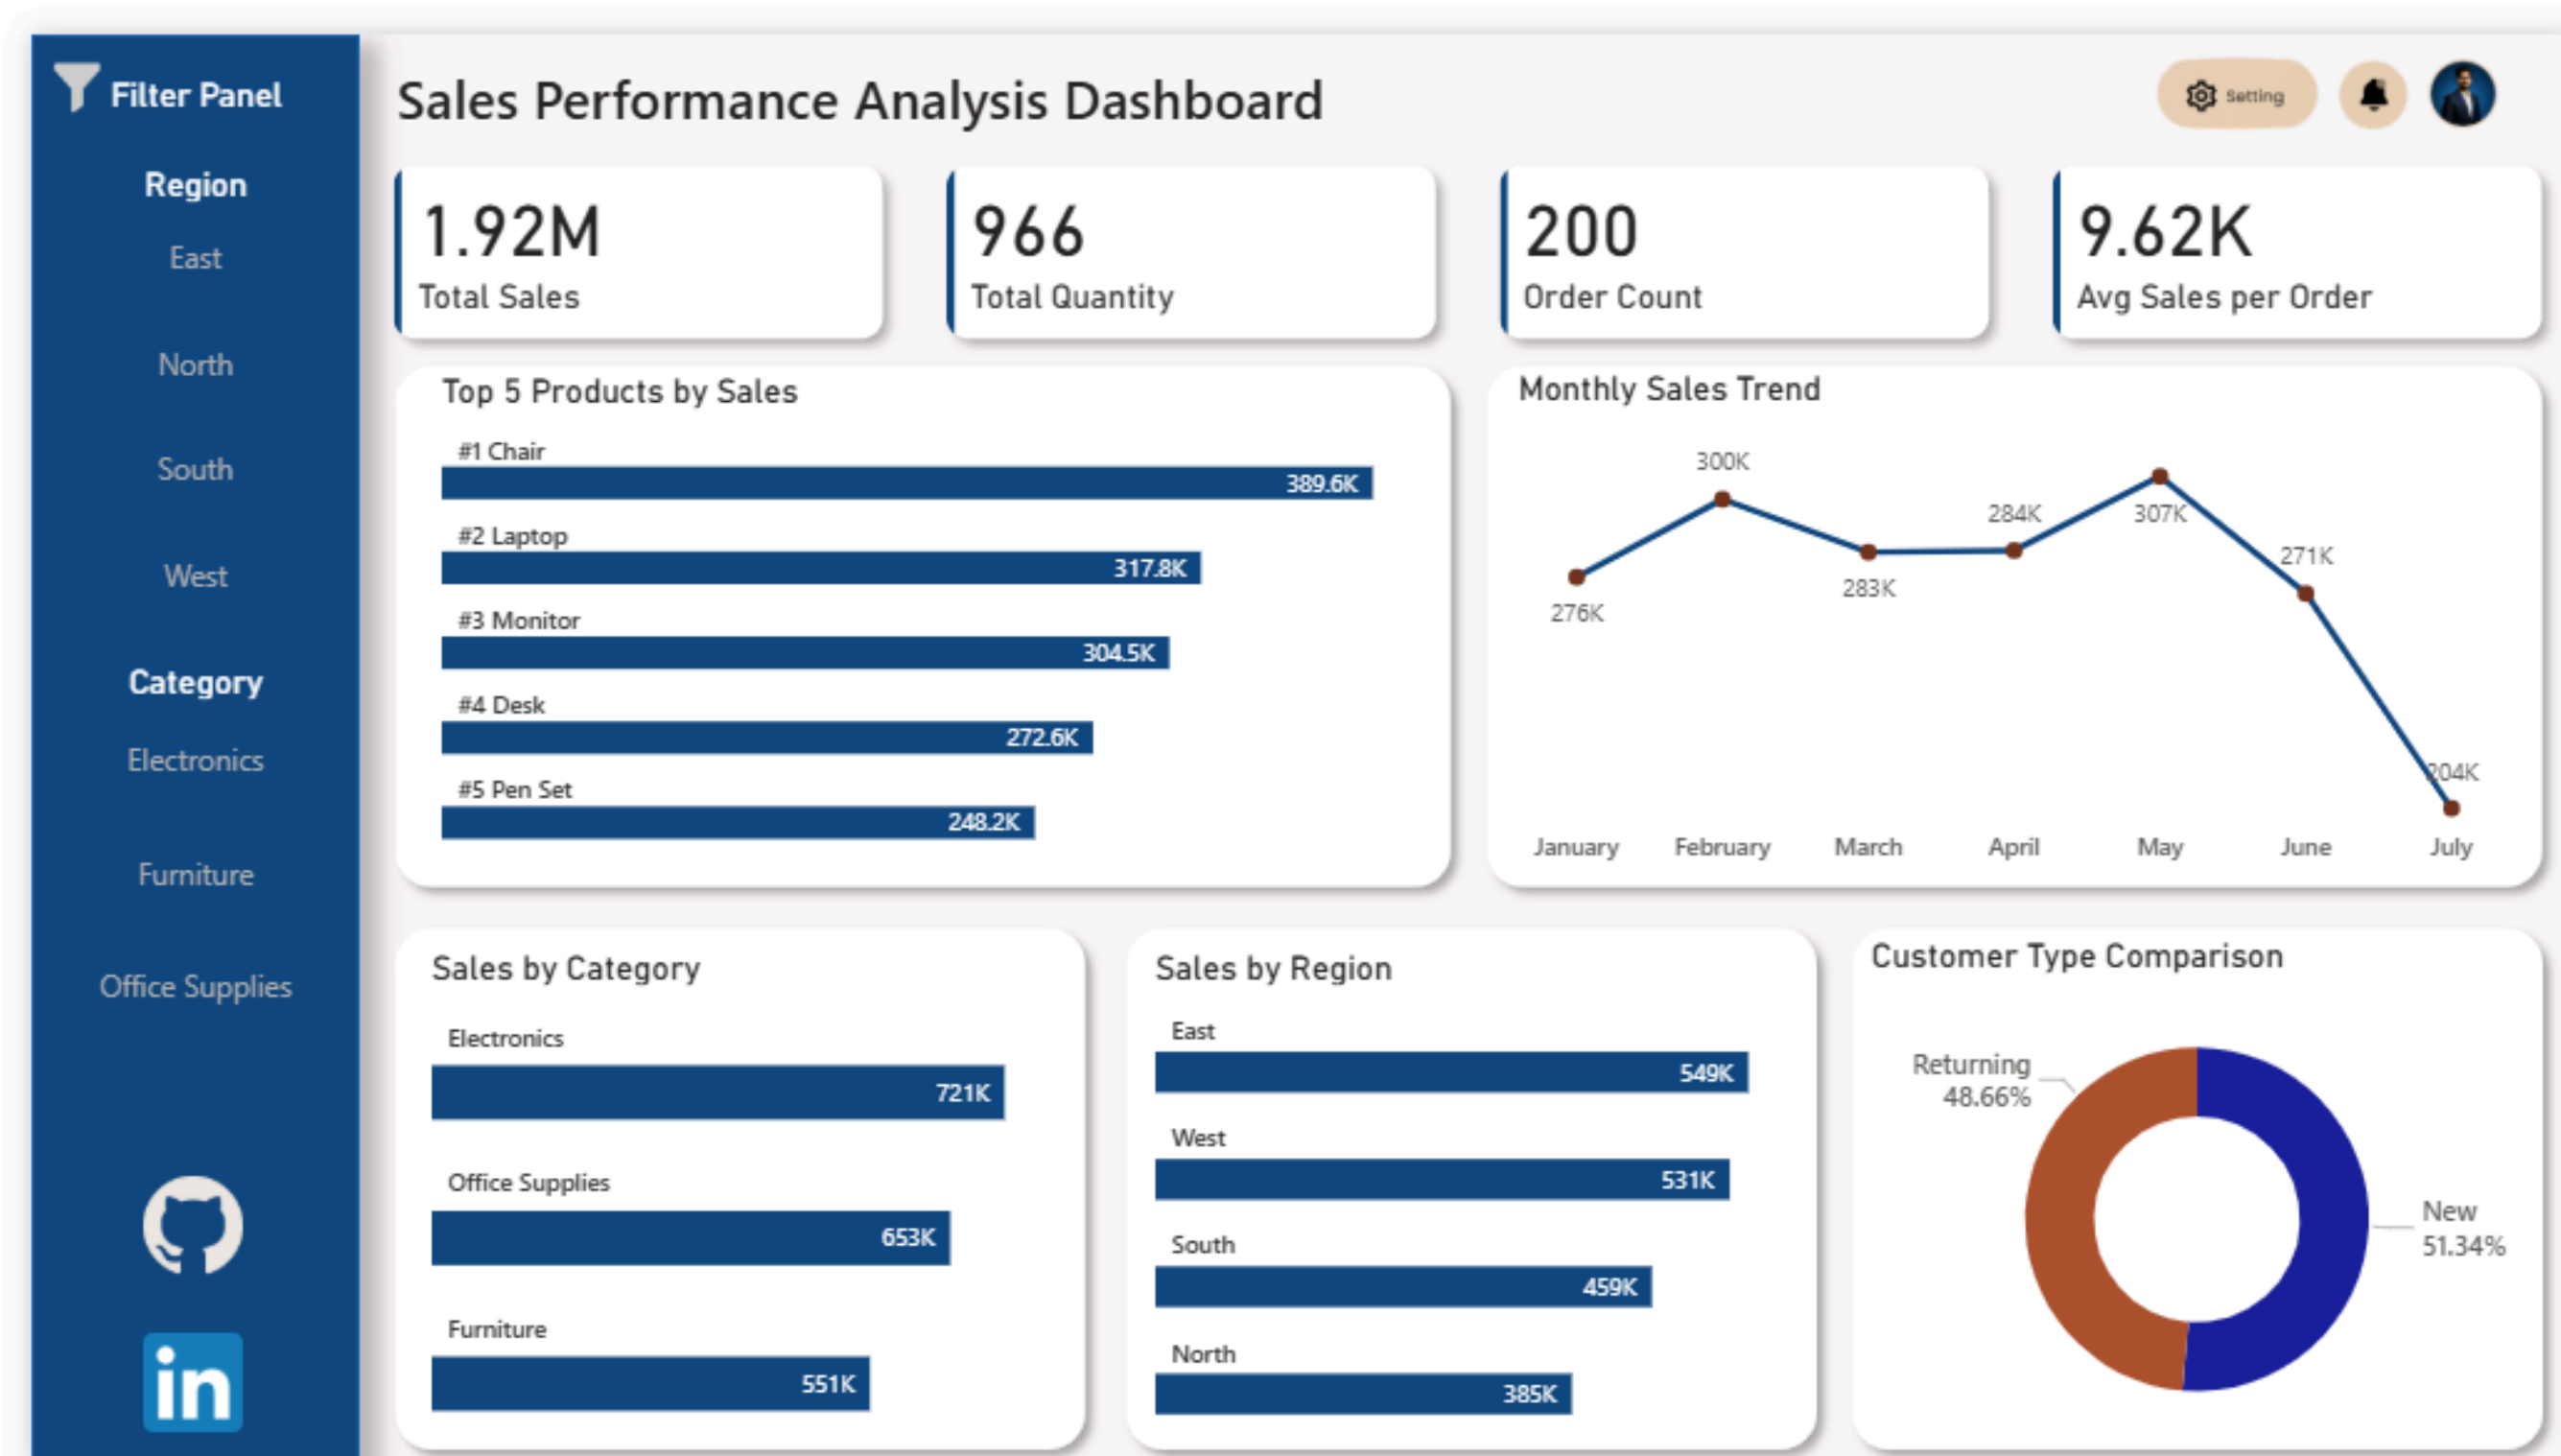 Filter Panel
Region
East
North
South
West
Category
Electronics
Furniture
Office Supplies
in
Sales Performance Analysis Dashboard
Setting
1.92M
Total Sales
966
Total Quantity
200
Order Count
9.62K
Avg Sales per Order
Top 5 Products by Sales
#1 Chair
389.6K
#2 Laptop
317.8K
#3 Monitor
304.5K
#4 Desk
272.6K
#5 Pen Set
248.2K
Monthly Sales Trend
276K
300K
283K
284K
307K
271K
204K
January February March April May June July
Sales by Category
Electronics
721K
Office Supplies
653K
Furniture
551K
Sales by Region
East
549K
West
531K
South
459K
North
385K
Customer Type Comparison
Returning
48.66%
New
51.34%